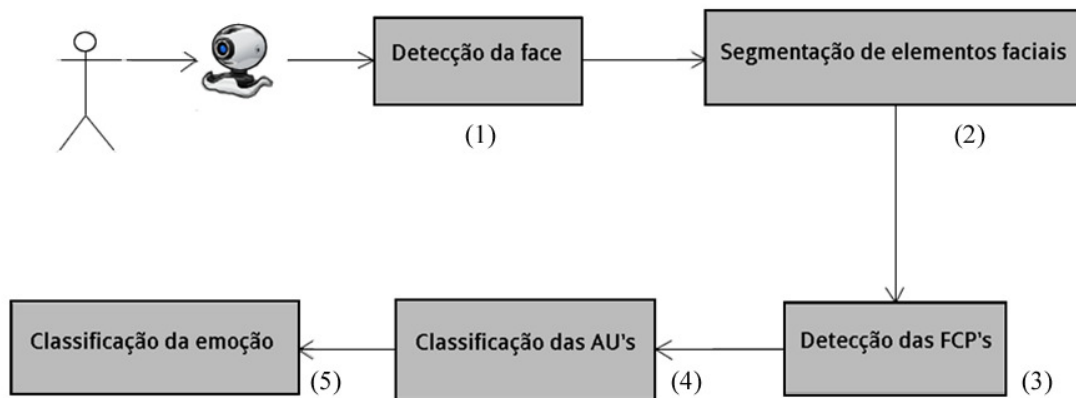 Detecção da face
(1)
Segmentação de elementos faciais
(2)
Detecção das FCP's
(3)
Classificação das AU's
(4)
Classificação da emoção
(5)